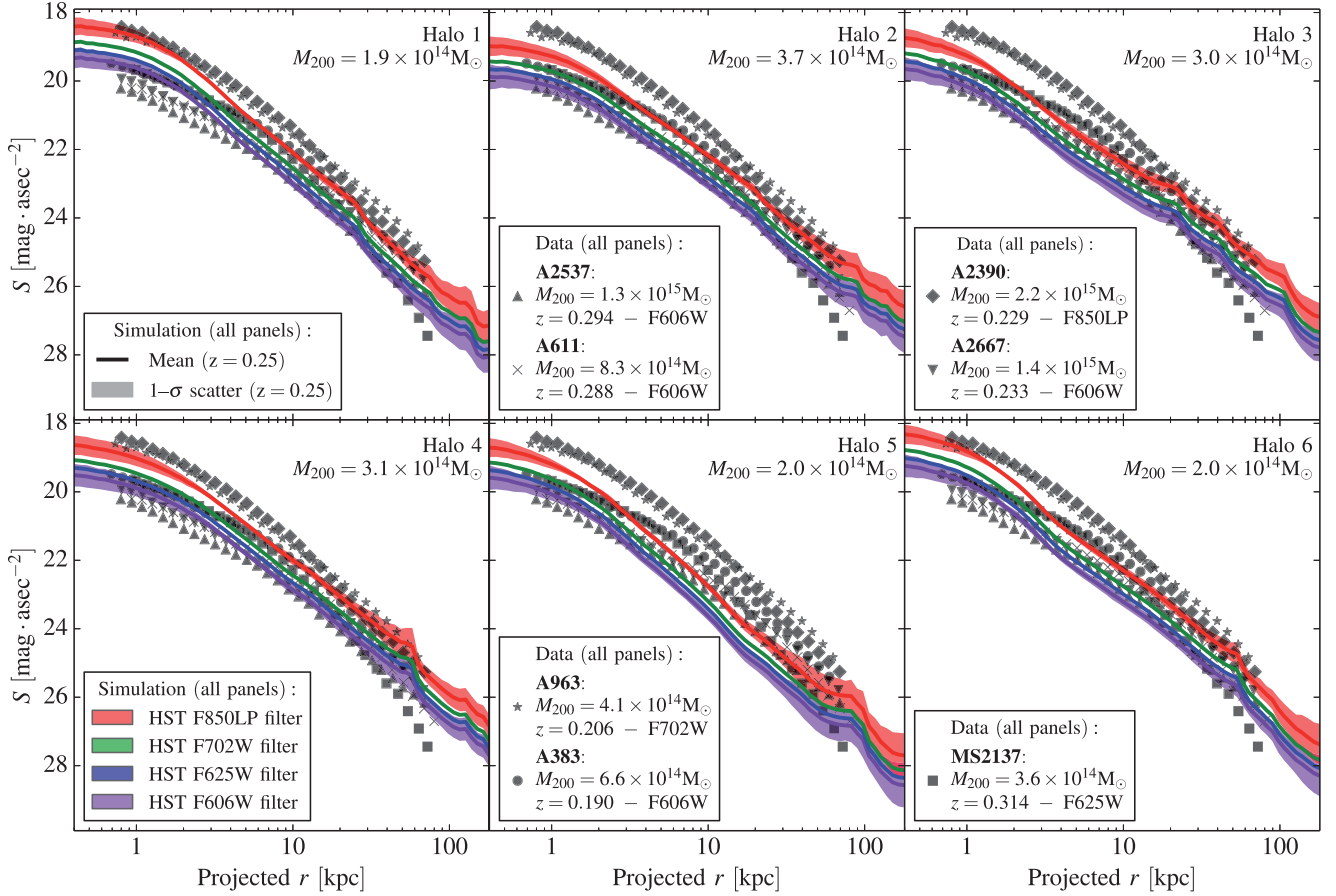 18
20
22
24
26
28
S [mag · asec⁻²]
Halo 1
M₂₀₀ = 1.9 × 10¹⁴M⊙
Simulation (all panels) :
Mean (z = 0.25)
1–σ scatter (z = 0.25)
Halo 2
M₂₀₀ = 3.7 × 10¹⁴M⊙
Data (all panels) :
A2537:
M₂₀₀ = 1.3 × 10¹⁵M⊙
z = 0.294 − F606W
A611:
M₂₀₀ = 8.3 × 10¹⁴M⊙
z = 0.288 − F606W
Halo 3
M₂₀₀ = 3.0 × 10¹⁴M⊙
Data (all panels) :
A2390:
M₂₀₀ = 2.2 × 10¹⁵M⊙
z = 0.229 − F850LP
A2667:
M₂₀₀ = 1.4 × 10¹⁵M⊙
z = 0.233 − F606W
18
20
22
24
26
28
S [mag · asec⁻²]
Halo 4
M₂₀₀ = 3.1 × 10¹⁴M⊙
Simulation (all panels) :
HST F850LP filter
HST F702W filter
HST F625W filter
HST F606W filter
1 10 100
Projected r [kpc]
Halo 5
M₂₀₀ = 2.0 × 10¹⁴M⊙
Data (all panels) :
A963:
M₂₀₀ = 4.1 × 10¹⁴M⊙
z = 0.206 − F702W
A383:
M₂₀₀ = 6.6 × 10¹⁴M⊙
z = 0.190 − F606W
1 10 100
Projected r [kpc]
Halo 6
M₂₀₀ = 2.0 × 10¹⁴M⊙
Data (all panels) :
MS2137:
M₂₀₀ = 3.6 × 10¹⁴M⊙
z = 0.314 − F625W
1 10 100
Projected r [kpc]